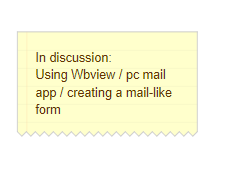 In discussion:
Using Wbview / pc mail
app / creating a mail-like
form